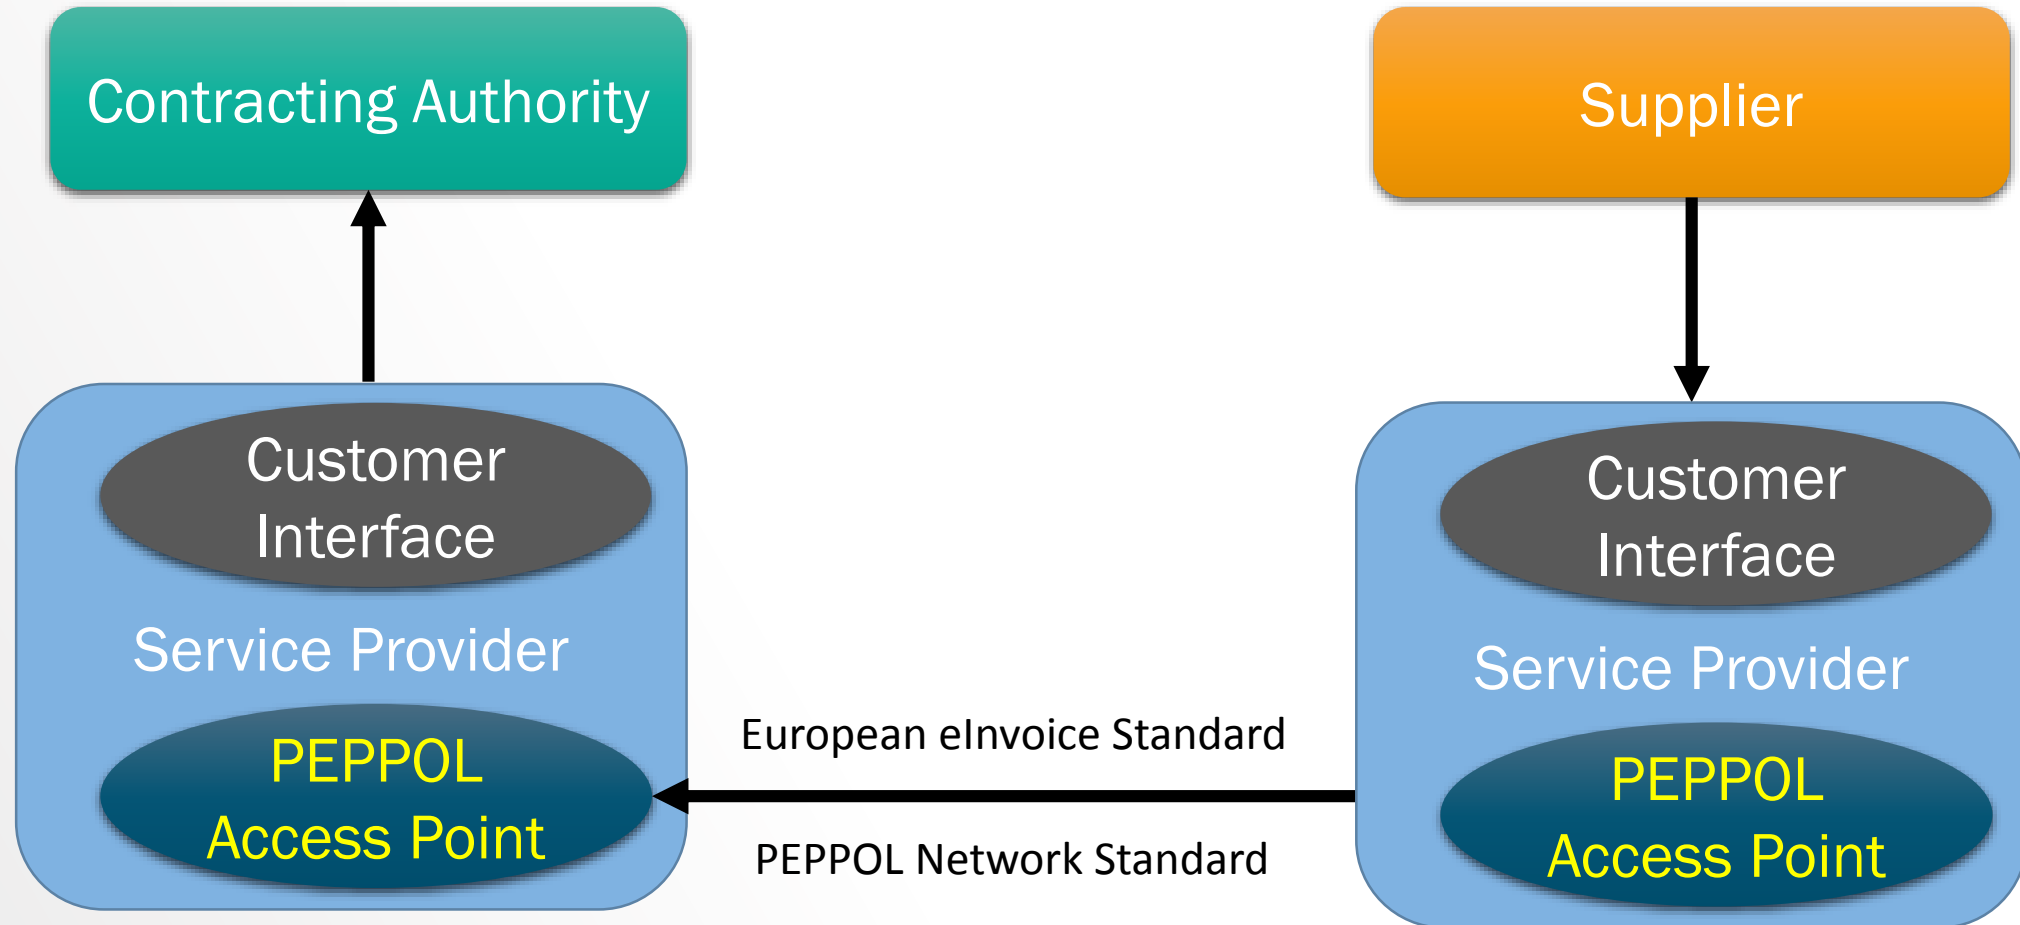 Contracting Authority
Supplier
Customer
Interface
Service Provider
PEPPOL
Access Point
European eInvoice Standard
PEPPOL Network Standard
Customer
Interface
Service Provider
PEPPOL
Access Point